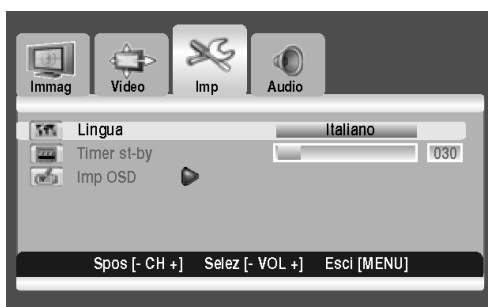 Immag Video Imp Audio
Lingua Italiano
Timer st-by 030
Imp OSD
Spos [- CH +] Selez [- VOL +] Esci [MENU]